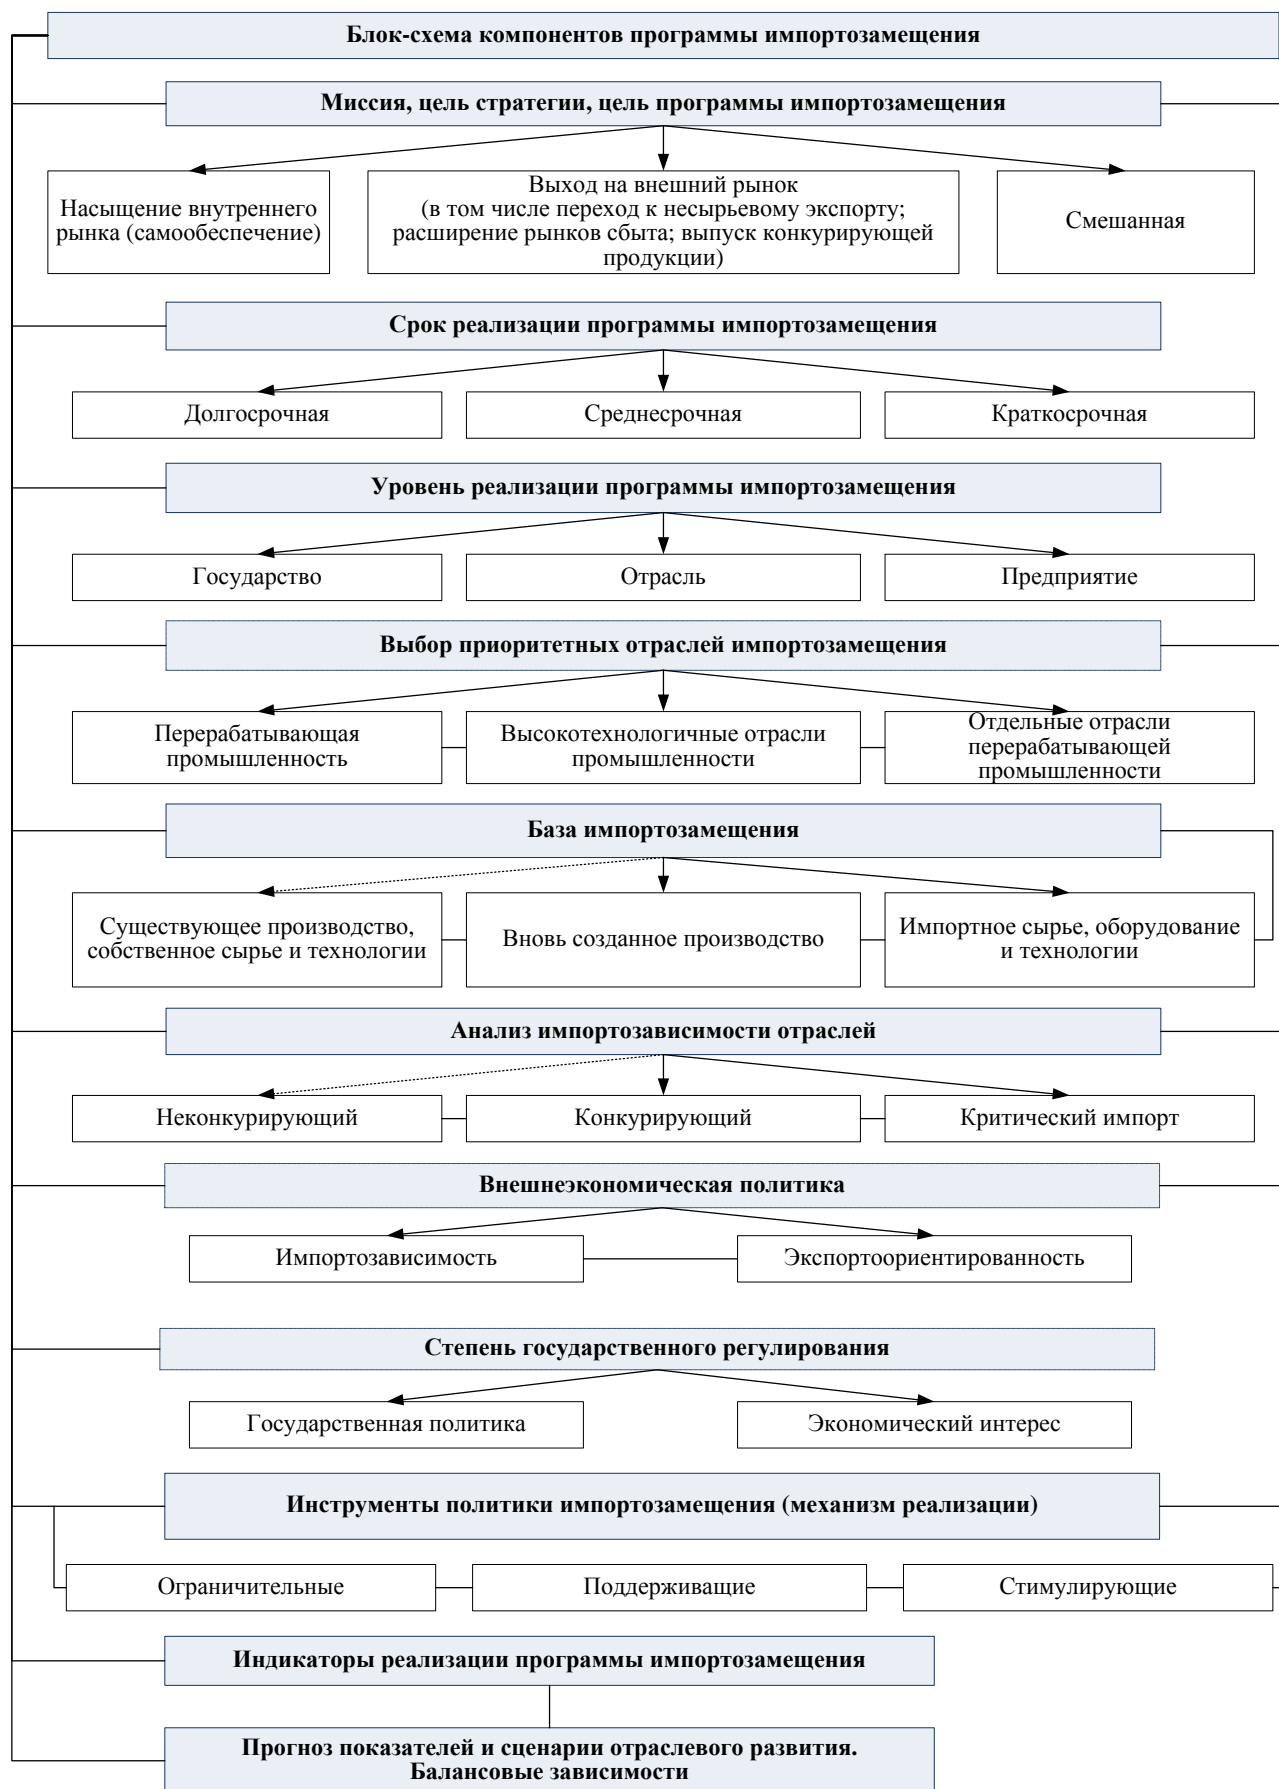 Блок-схема компонентов программы импортозамещения
Миссия, цель стратегии, цель программы импортозамещения
Насыщение внутреннего
рынка (самообеспечение)
Выход на внешний рынок
(в том числе переход к несырьевому экспорту;
расширение рынков сбыта; выпуск конкурирующей
продукции)
Смешанная
Срок реализации программы импортозамещения
Долгосрочная
Среднесрочная
Краткосрочная
Уровень реализации программы импортозамещения
Государство
Отрасль
Предприятие
Выбор приоритетных отраслей импортозамещения
Перерабатывающая
промышленность
Высокотехнологичные отрасли
промышленности
Отдельные отрасли
перерабатывающей
промышленности
База импортозамещения
Существующее производство,
собственное сырье и технологии
Вновь созданное производство
Импортное сырье, оборудование
и технологии
Анализ импортозависимости отраслей
Неконкурирующий
Конкурирующий
Критический импорт
Внешнеэкономическая политика
Импортозависимость
Экспортоориентированность
Степень государственного регулирования
Государственная политика
Экономический интерес
Инструменты политики импортозамещения (механизм реализации)
Ограничительные
Поддерживащие
Стимулирующие
Индикаторы реализации программы импортозамещения
Прогноз показателей и сценарии отраслевого развития.
Балансовые зависимости